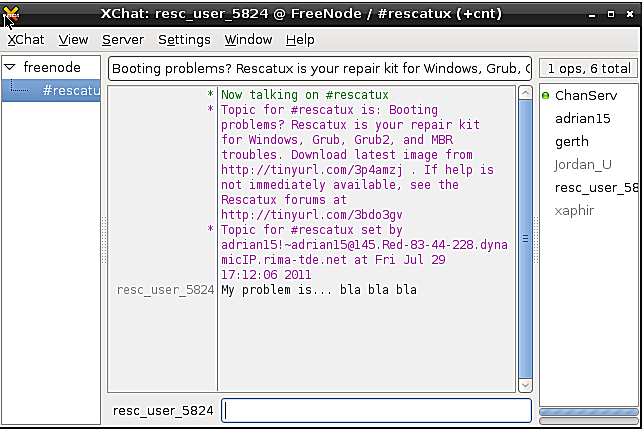 XChat: resc_user_5824 @ FreeNode / #rescatux (+cnt)
XChat View Server Settings Window Help
freenode
#rescatu
Booting problems? Rescatux is your repair kit for Windows, Grub, G
1 ops, 6 total
* Now talking on #rescatux
* Topic for #rescatux is: Booting
problems? Rescatux is your repair kit
for Windows, Grub, Grub2, and MBR
troubles. Download latest image from
http://tinyurl.com/3p4amzj . If help is
not immediately available, see the
Rescatux forums at
http://tinyurl.com/3bdo3gv
* Topic for #rescatux set by
adrian15!~adrian15@145.Red-83-44-228.dyna
micIP.rima-tde.net at Fri Jul 29
17:12:06 2011
resc_user_5824 My problem is... bla bla bla
ChanServ
adrian15
gerth
Jordan_U
resc_user_58
xaphir
resc_user_5824